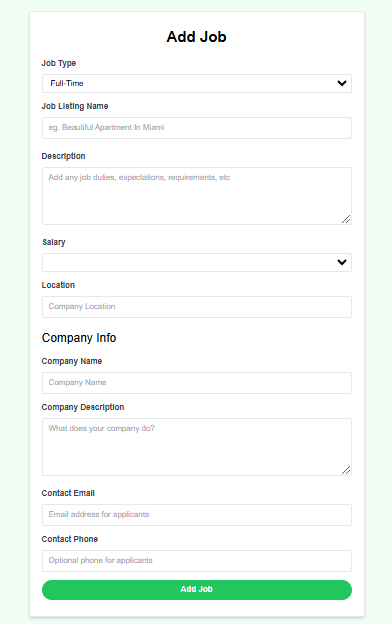 Add Job
Job Type
Full-Time
Job Listing Name
eg. Beautiful Apartment In Miami
Description
Add any job duties, expectations, requirements, etc
Salary
Location
Company Location
Company Info
Company Name
Company Name
Company Description
What does your company do?
Contact Email
Email address for applicants
Contact Phone
Optional phone for applicants
Add Job